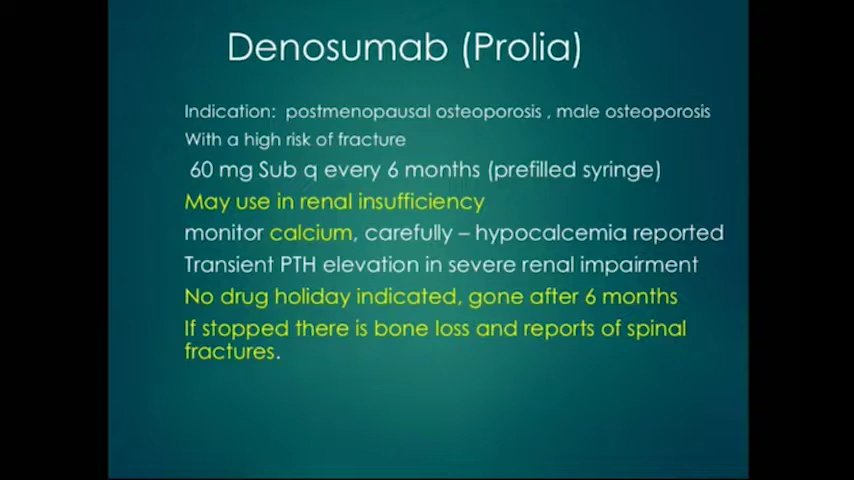 Denosumab (Prolia)
Indication:  postmenopausal osteoporosis , male osteoporosis
With a high risk of fracture
60 mg Sub q every 6 months (prefilled syringe)
May use in renal insufficiency
monitor calcium, carefully – hypocalcemia reported
Transient PTH elevation in severe renal impairment
No drug holiday indicated, gone after 6 months
If stopped there is bone loss and reports of spinal
fractures.